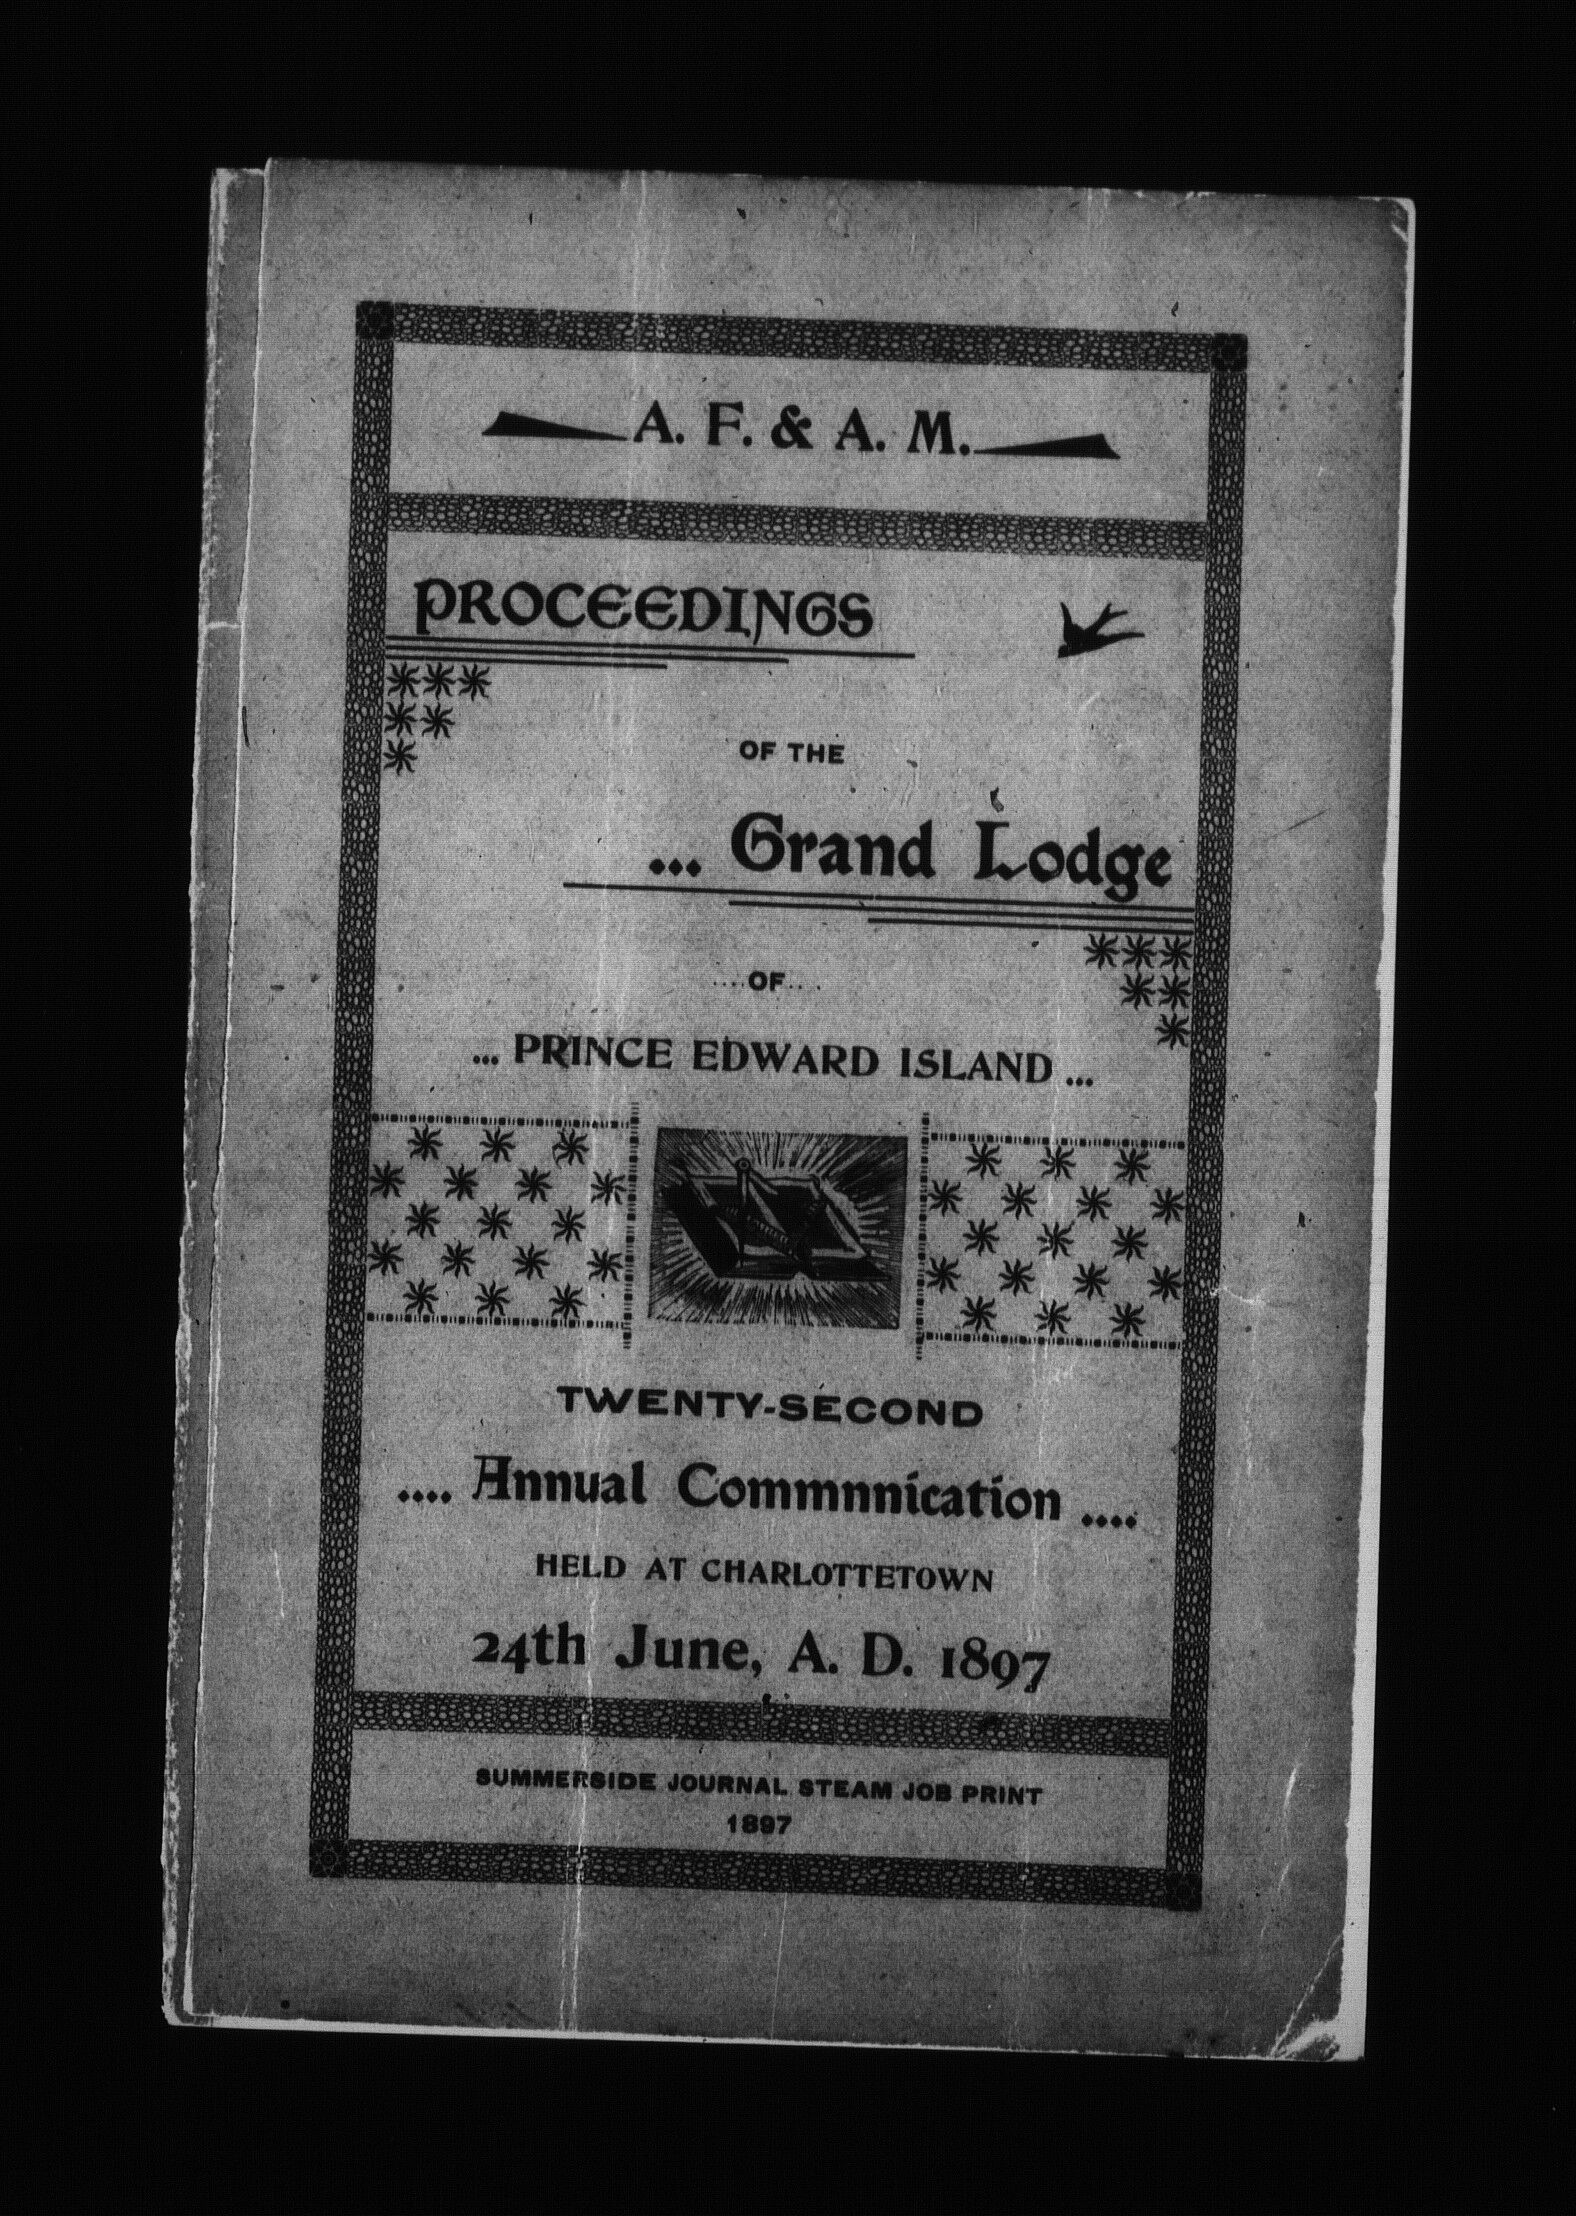 A. F. & A. M.
PROCEEDINGS
OF THE
... Grand Lodge
....OF....
... PRINCE EDWARD ISLAND ...
TWENTY-SECOND
.... Annual Commnnication ....
HELD AT CHARLOTTETOWN
24th June, A. D. 1897
SUMMERSIDE JOURNAL STEAM JOB PRINT
1897